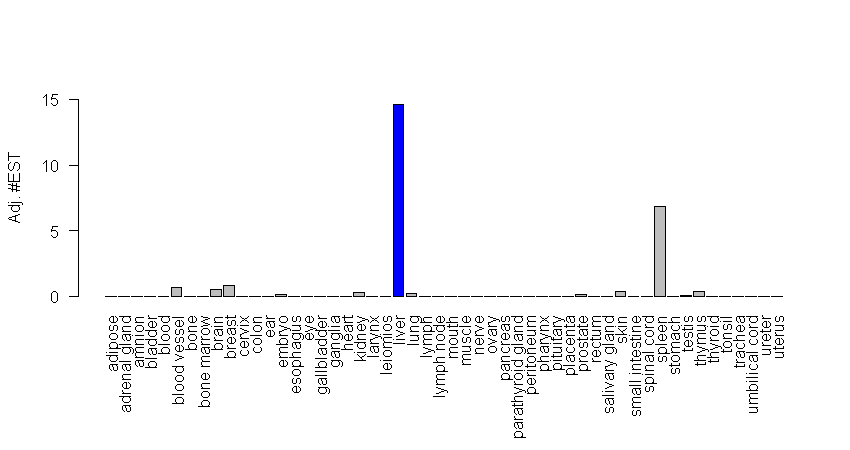 15
10
5
0
Adj. #EST
adipose
adrenal gland
amnion
bladder
blood
blood vessel
bone
bone marrow
brain
breast
cervix
colon
ear
embryo
esophagus
eye
gallbladder
ganglia
heart
kidney
larynx
leiomios
liver
lung
lymph
lymph node
mouth
muscle
nerve
ovary
pancreas
parathyroid gland
peritoneum
pharynx
pituitary
placenta
prostate
rectum
salivary gland
skin
small intestine
spinal cord
spleen
stomach
testis
thymus
thyroid
tonsil
trachea
umbilical cord
ureter
uterus